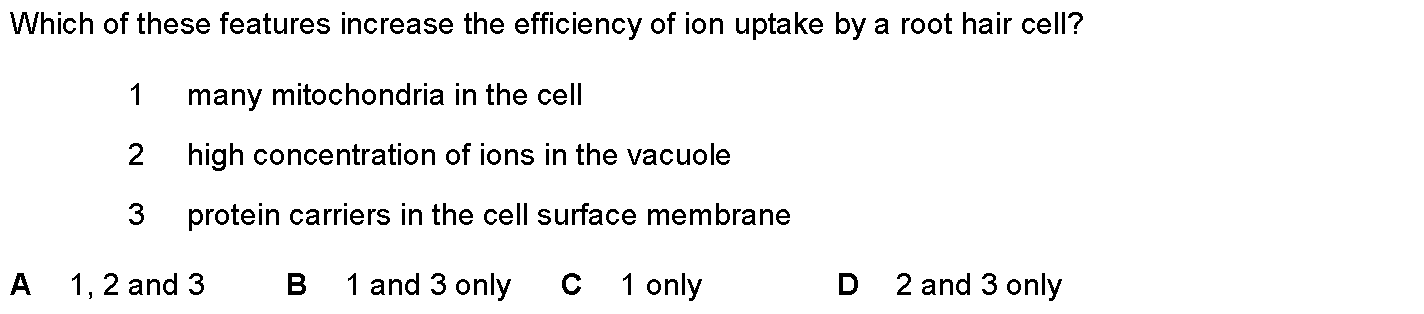 Which of these features increase the efficiency of ion uptake by a root hair cell?
1 many mitochondria in the cell
2 high concentration of ions in the vacuole
3 protein carriers in the cell surface membrane
A 1, 2 and 3 B 1 and 3 only C 1 only D 2 and 3 only